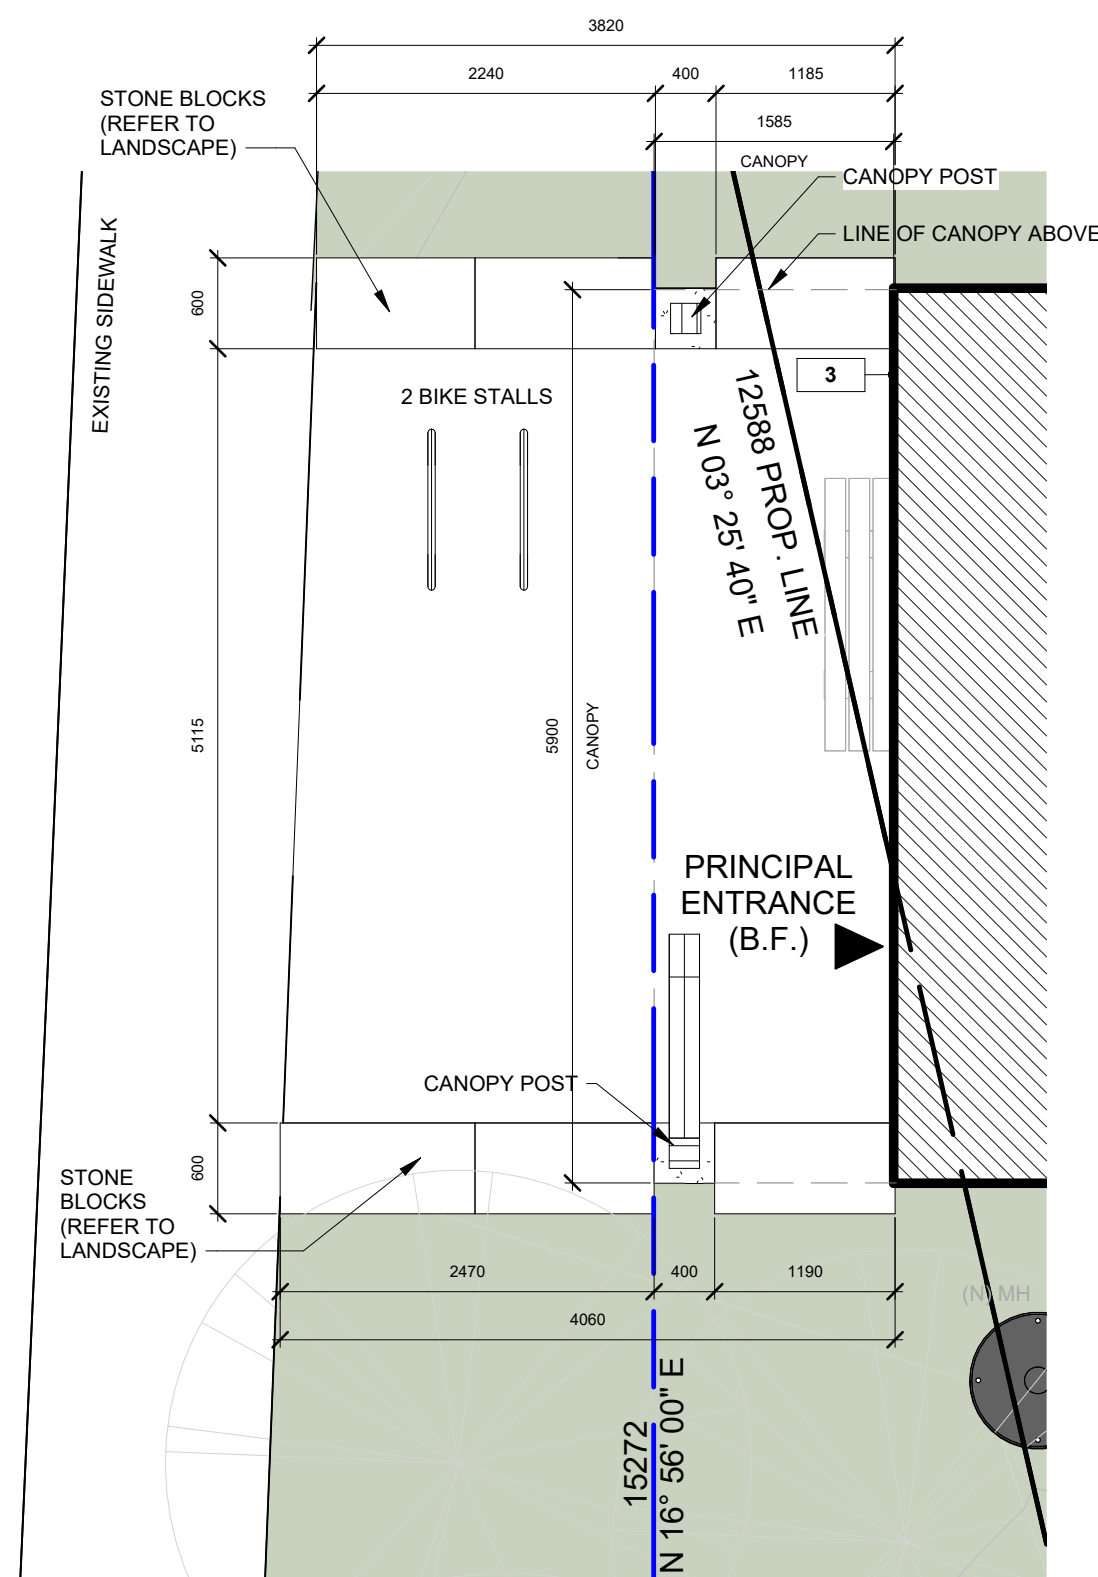 3820
2240
400
1185
1585
CANOPY
STONE BLOCKS
(REFER TO
LANDSCAPE)
CANOPY POST
LINE OF CANOPY ABOVE
EXISTING SIDEWALK
600
3
2 BIKE STALLS
12588 PROP. LINE
N 03° 25' 40" E
5115
5900
CANOPY
PRINCIPAL
ENTRANCE
(B.F.)
CANOPY POST
600
STONE
BLOCKS
(REFER TO
LANDSCAPE)
2470
400
1190
4060
(N) MH
15272
N 16° 56' 00" E